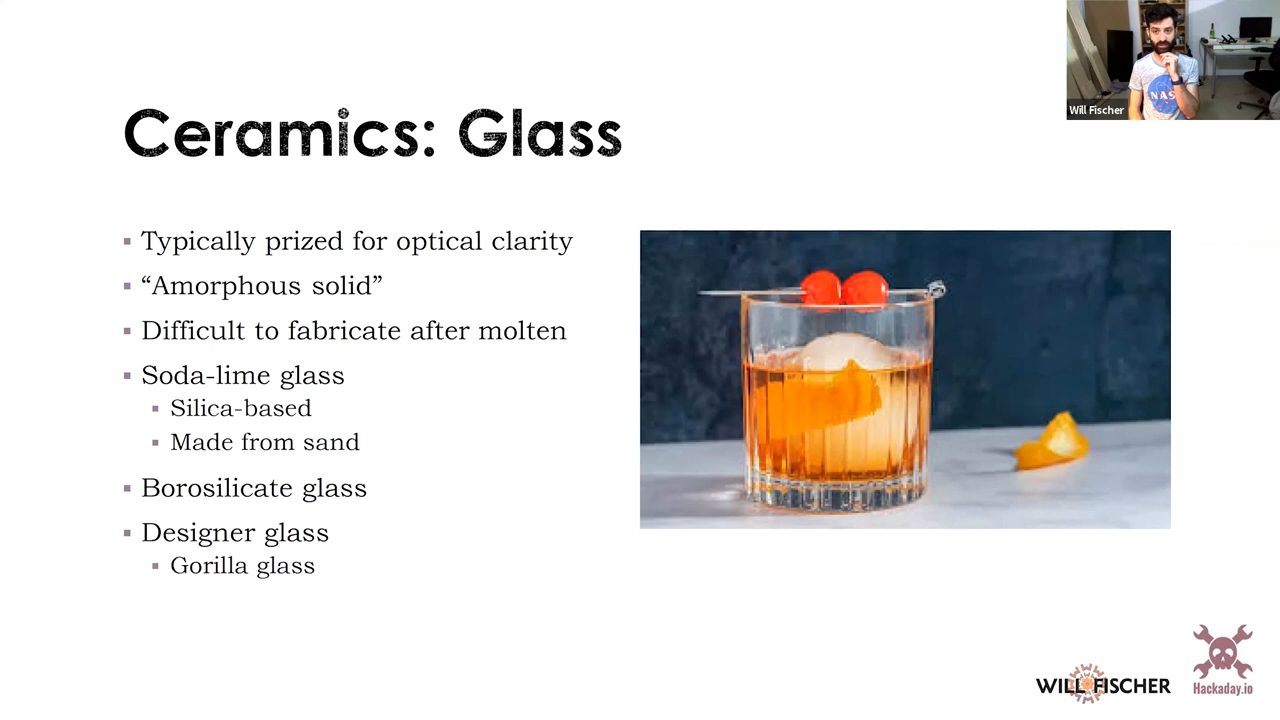 Will Fischer
Ceramics: Glass
Typically prized for optical clarity
“Amorphous solid”
Difficult to fabricate after molten
Soda-lime glass
Silica-based
Made from sand
Borosilicate glass
Designer glass
Gorilla glass
NAS
WILL FISCHER
Hackaday.io